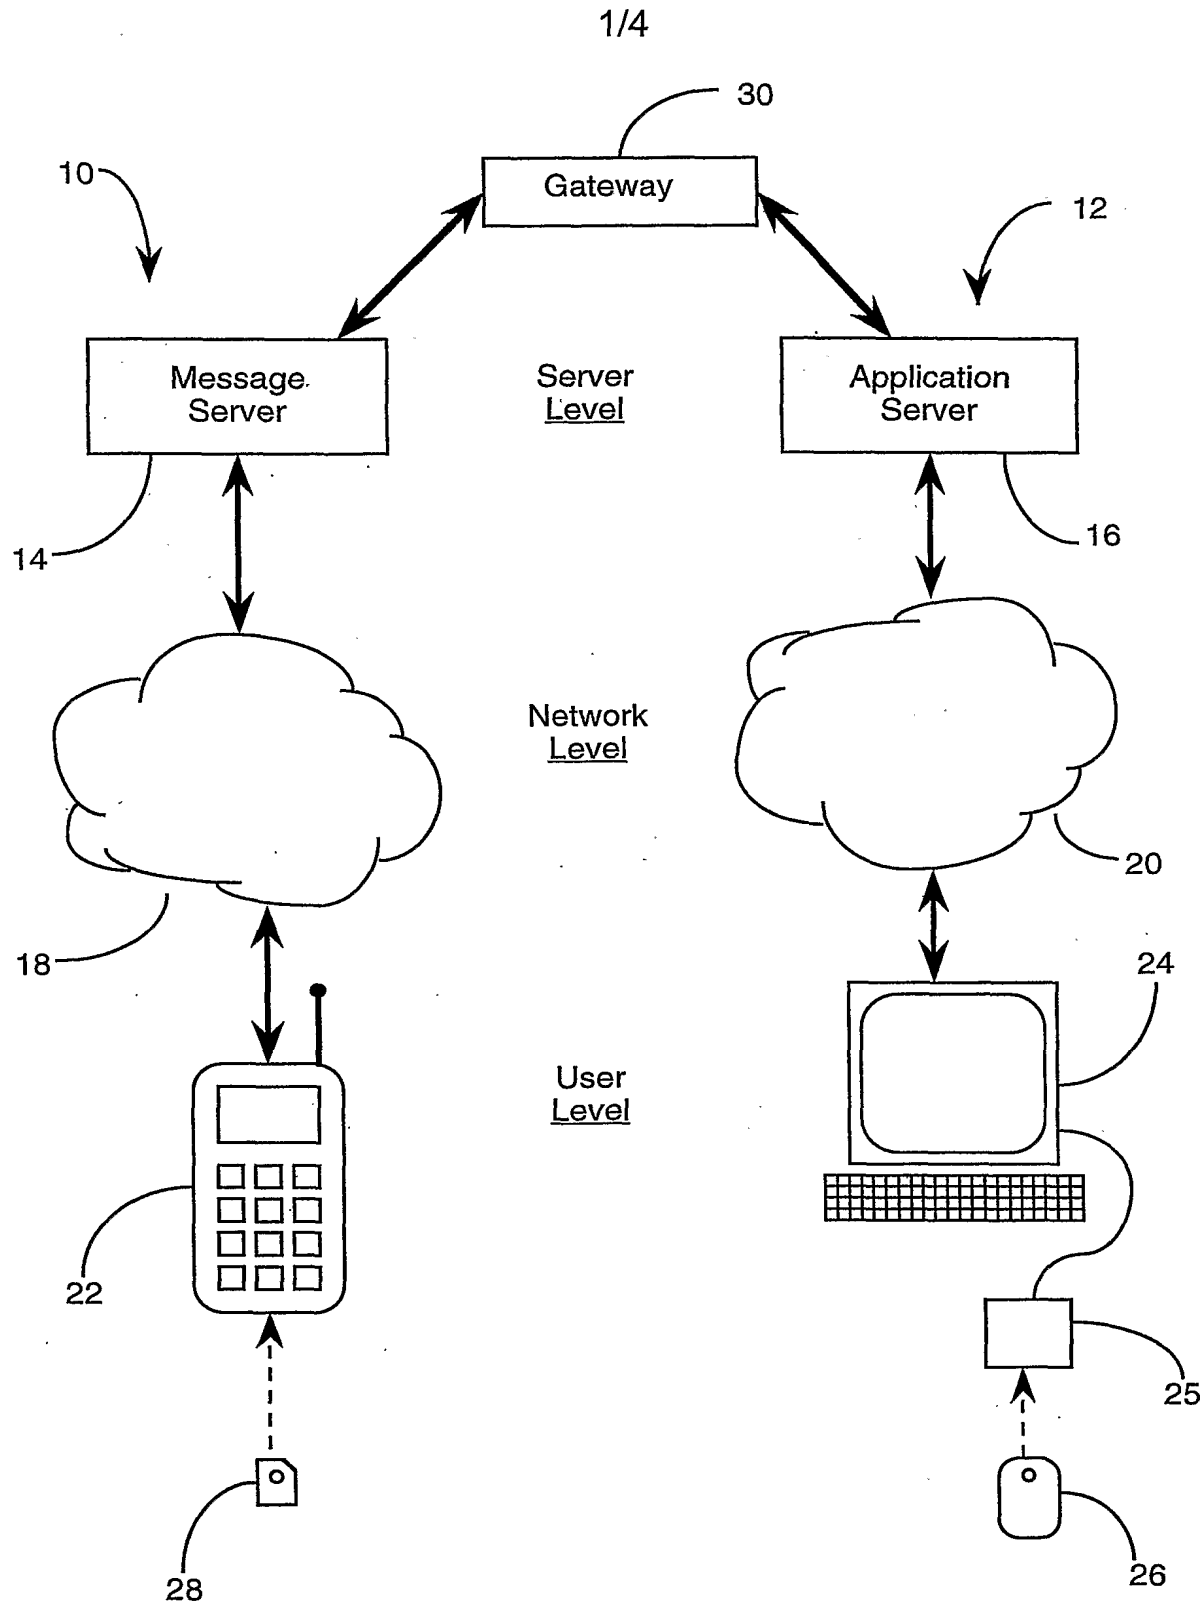 1/4
30
Gateway
10
12
Message
Server
Server
Level
Application
Server
14
16
Network
Level
20
18
24
User
Level
22
25
28
26